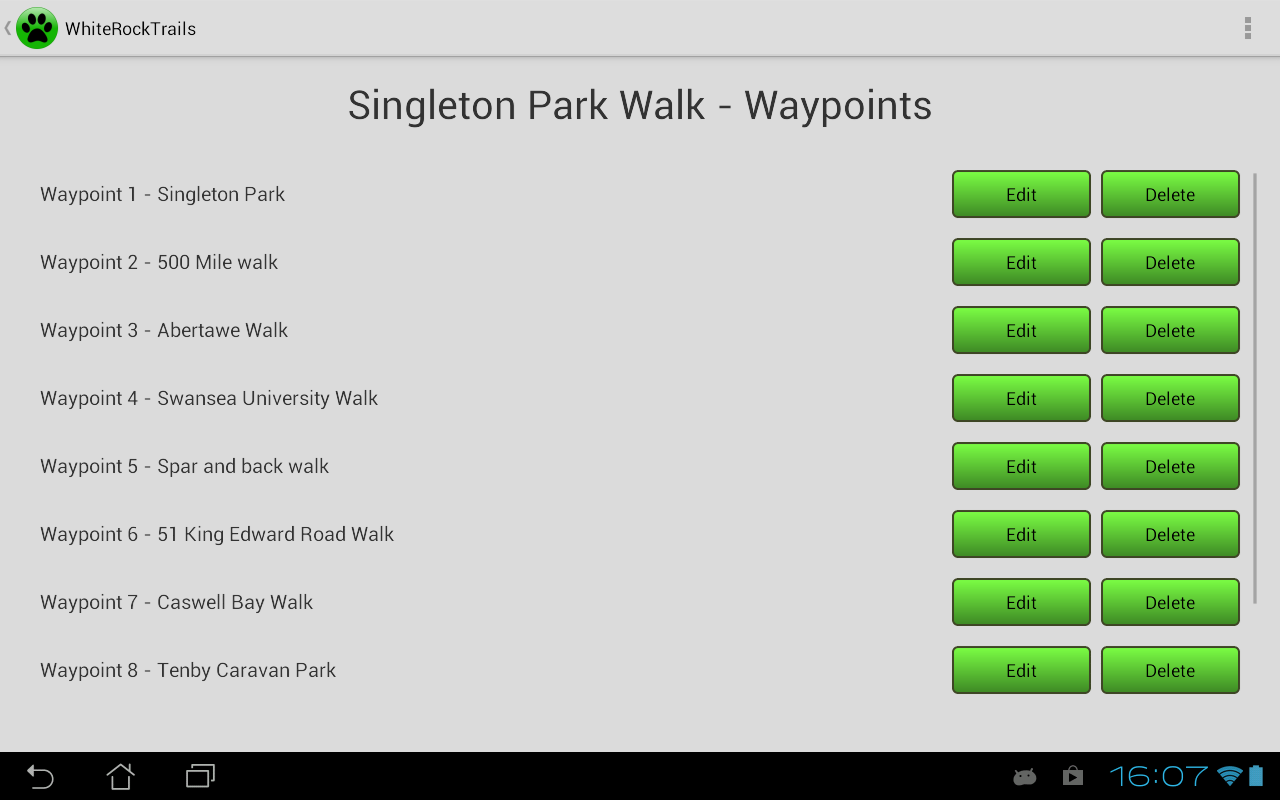 WhiteRockTrails
Singleton Park Walk - Waypoints
Waypoint 1 - Singleton Park Edit Delete
Waypoint 2 - 500 Mile walk Edit Delete
Waypoint 3 - Abertawe Walk Edit Delete
Waypoint 4 - Swansea University Walk Edit Delete
Waypoint 5 - Spar and back walk Edit Delete
Waypoint 6 - 51 King Edward Road Walk Edit Delete
Waypoint 7 - Caswell Bay Walk Edit Delete
Waypoint 8 - Tenby Caravan Park Edit Delete
16:07